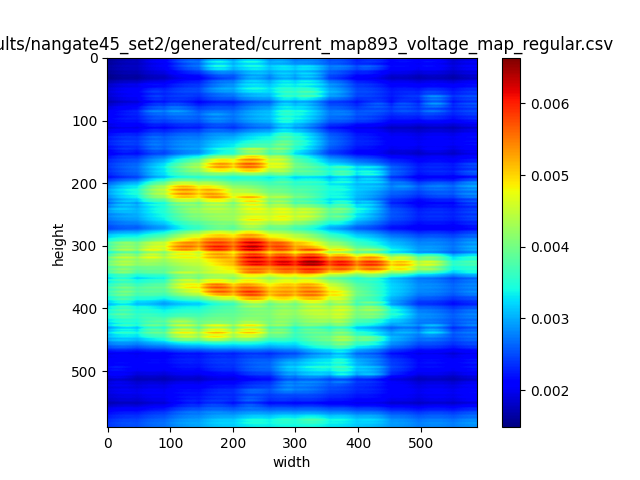 ults/nangate45_set2/generated/current_map893_voltage_map_regular.csv
0
100
200
300
400
500
height
0 100 200 300 400 500
width
0.006
0.005
0.004
0.003
0.002